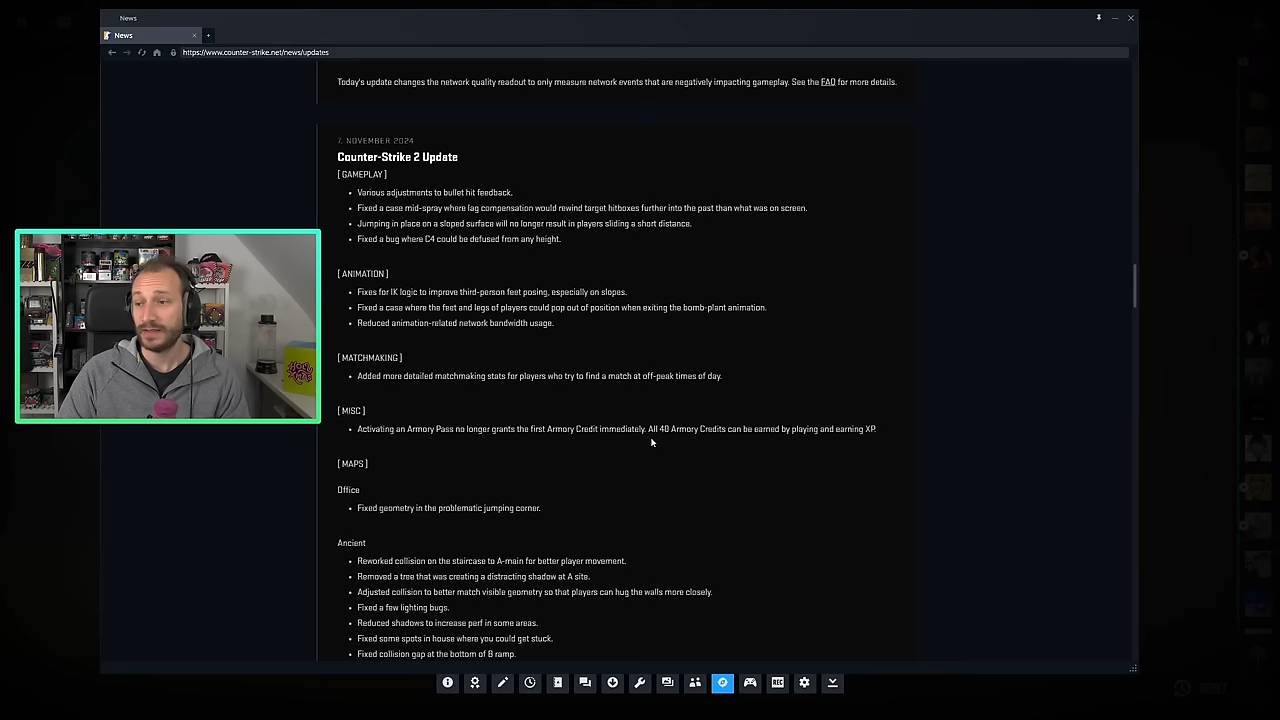 News
News
https://www.counter-strike.net/news/updates
Today's update changes the network quality readout to only measure network events that are negatively impacting gameplay. See the FAQ for more details.
7. NOVEMBER 2024
Counter-Strike 2 Update
[ GAMEPLAY ]
• Various adjustments to bullet hit feedback.
• Fixed a case mid-spray where lag compensation would rewind target hitboxes further into the past than what was on screen.
• Jumping in place on a sloped surface will no longer result in players sliding a short distance.
• Fixed a bug where C4 could be defused from any height.
[ ANIMATION ]
• Fixes for IK logic to improve third-person feet posing, especially on slopes.
• Fixed a case where the feet and legs of players could pop out of position when exiting the bomb-plant animation.
• Reduced animation-related network bandwidth usage.
[ MATCHMAKING ]
• Added more detailed matchmaking stats for players who try to find a match at off-peak times of day.
[ MISC ]
• Activating an Armory Pass no longer grants the first Armory Credit immediately. All 40 Armory Credits can be earned by playing and earning XP.
[ MAPS ]
Office
• Fixed geometry in the problematic jumping corner.
Ancient
• Reworked collision on the staircase to A-main for better player movement.
• Removed a tree that was creating a distracting shadow at A site.
• Adjusted collision to better match visible geometry so that players can hug the walls more closely.
• Fixed a few lighting bugs.
• Reduced shadows to increase perf in some areas.
• Fixed some spots in house where you could get stuck.
• Fixed collision gap at the bottom of B ramp.
REC